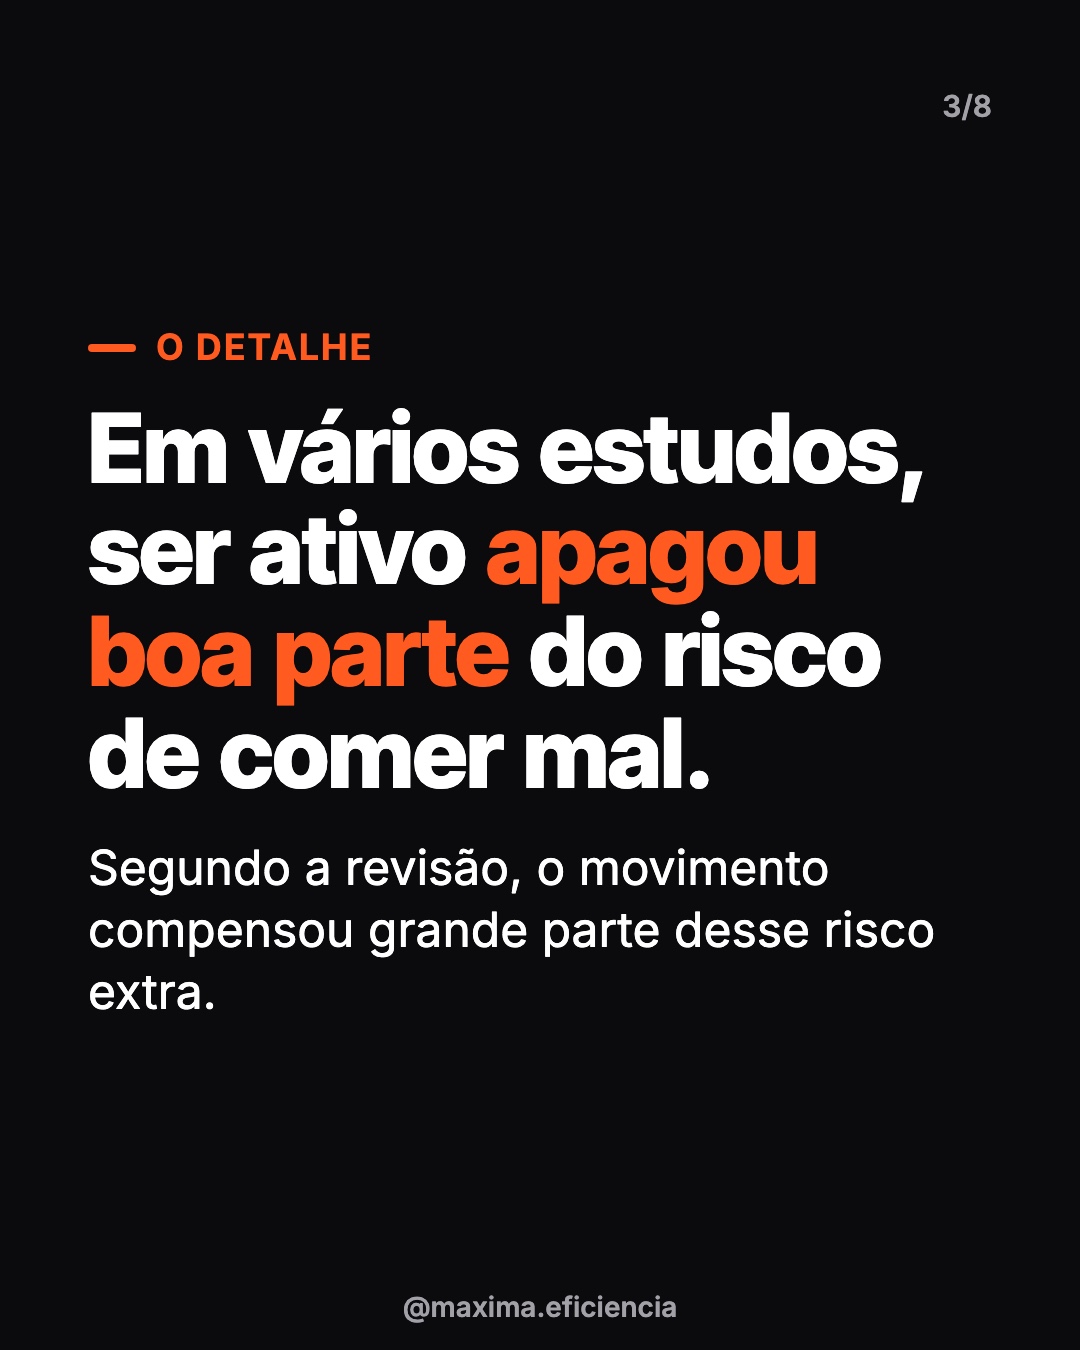 3/8
O DETALHE
Em vários estudos,
ser ativo apagou
boa parte do risco
de comer mal.
Segundo a revisão, o movimento
compensou grande parte desse risco
extra.
@maxima.eficiencia